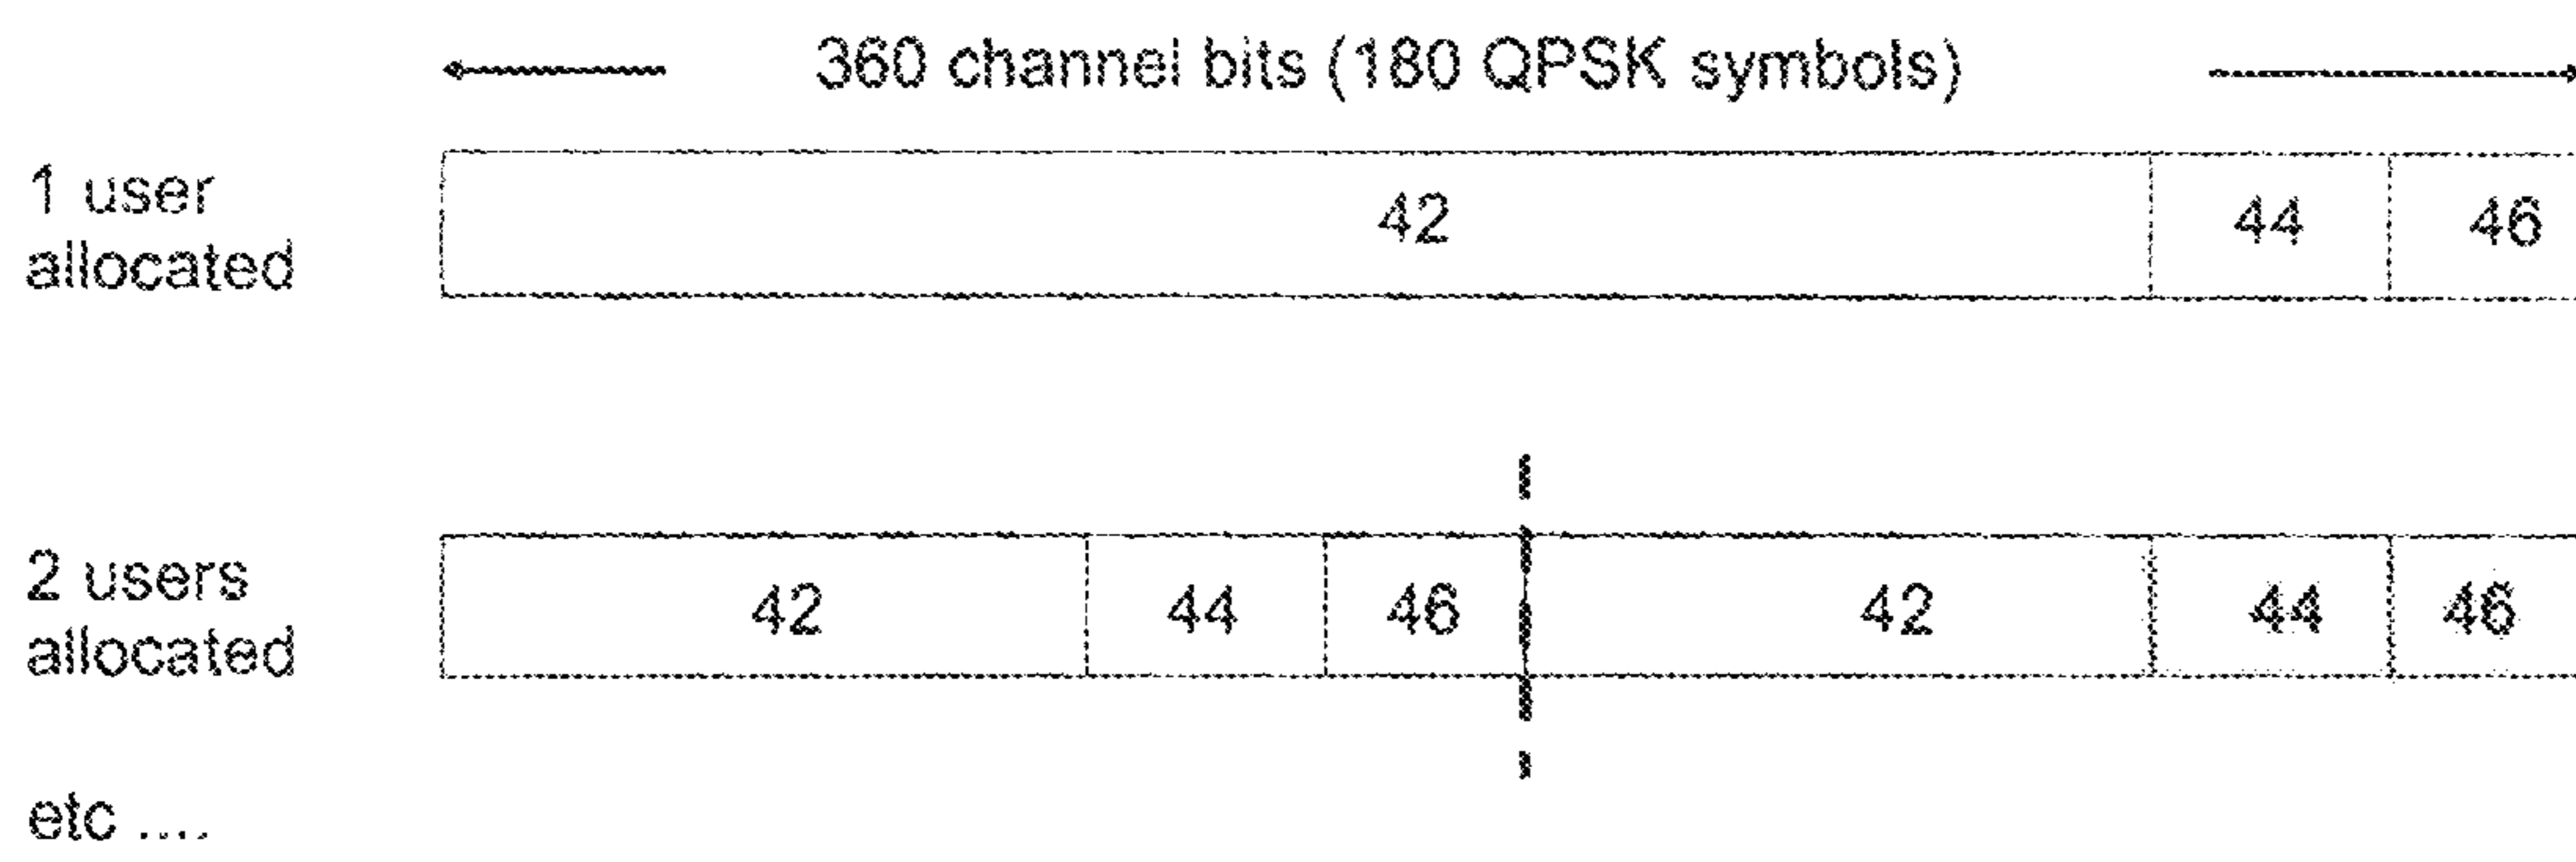 360 channel bits (180 QPSK symbols)
1 user
allocated
42 44 46
2 users
allocated
42 44 46 42 44 46
etc ....